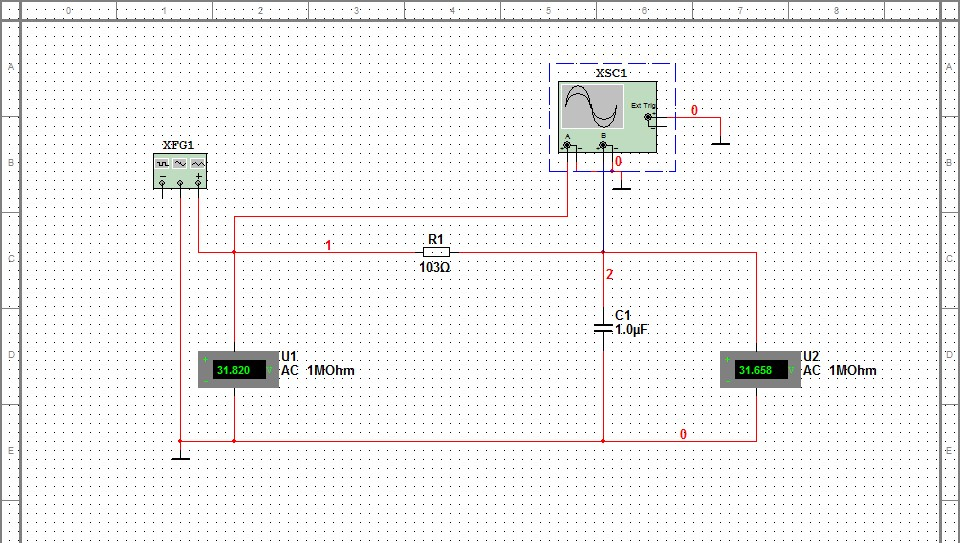 0 1 2 3 4 5 6 7 8
A A
XSC1
Ext Trig
+
0
A B
+ - + -
0
B B
XFG1
- +
R1
1
103Ω
C C
2
C1
1.0µF
D D
U1
+ 31.820 V AC 1MOhm
-
U2
+ 31.658 V AC 1MOhm
-
0
E E